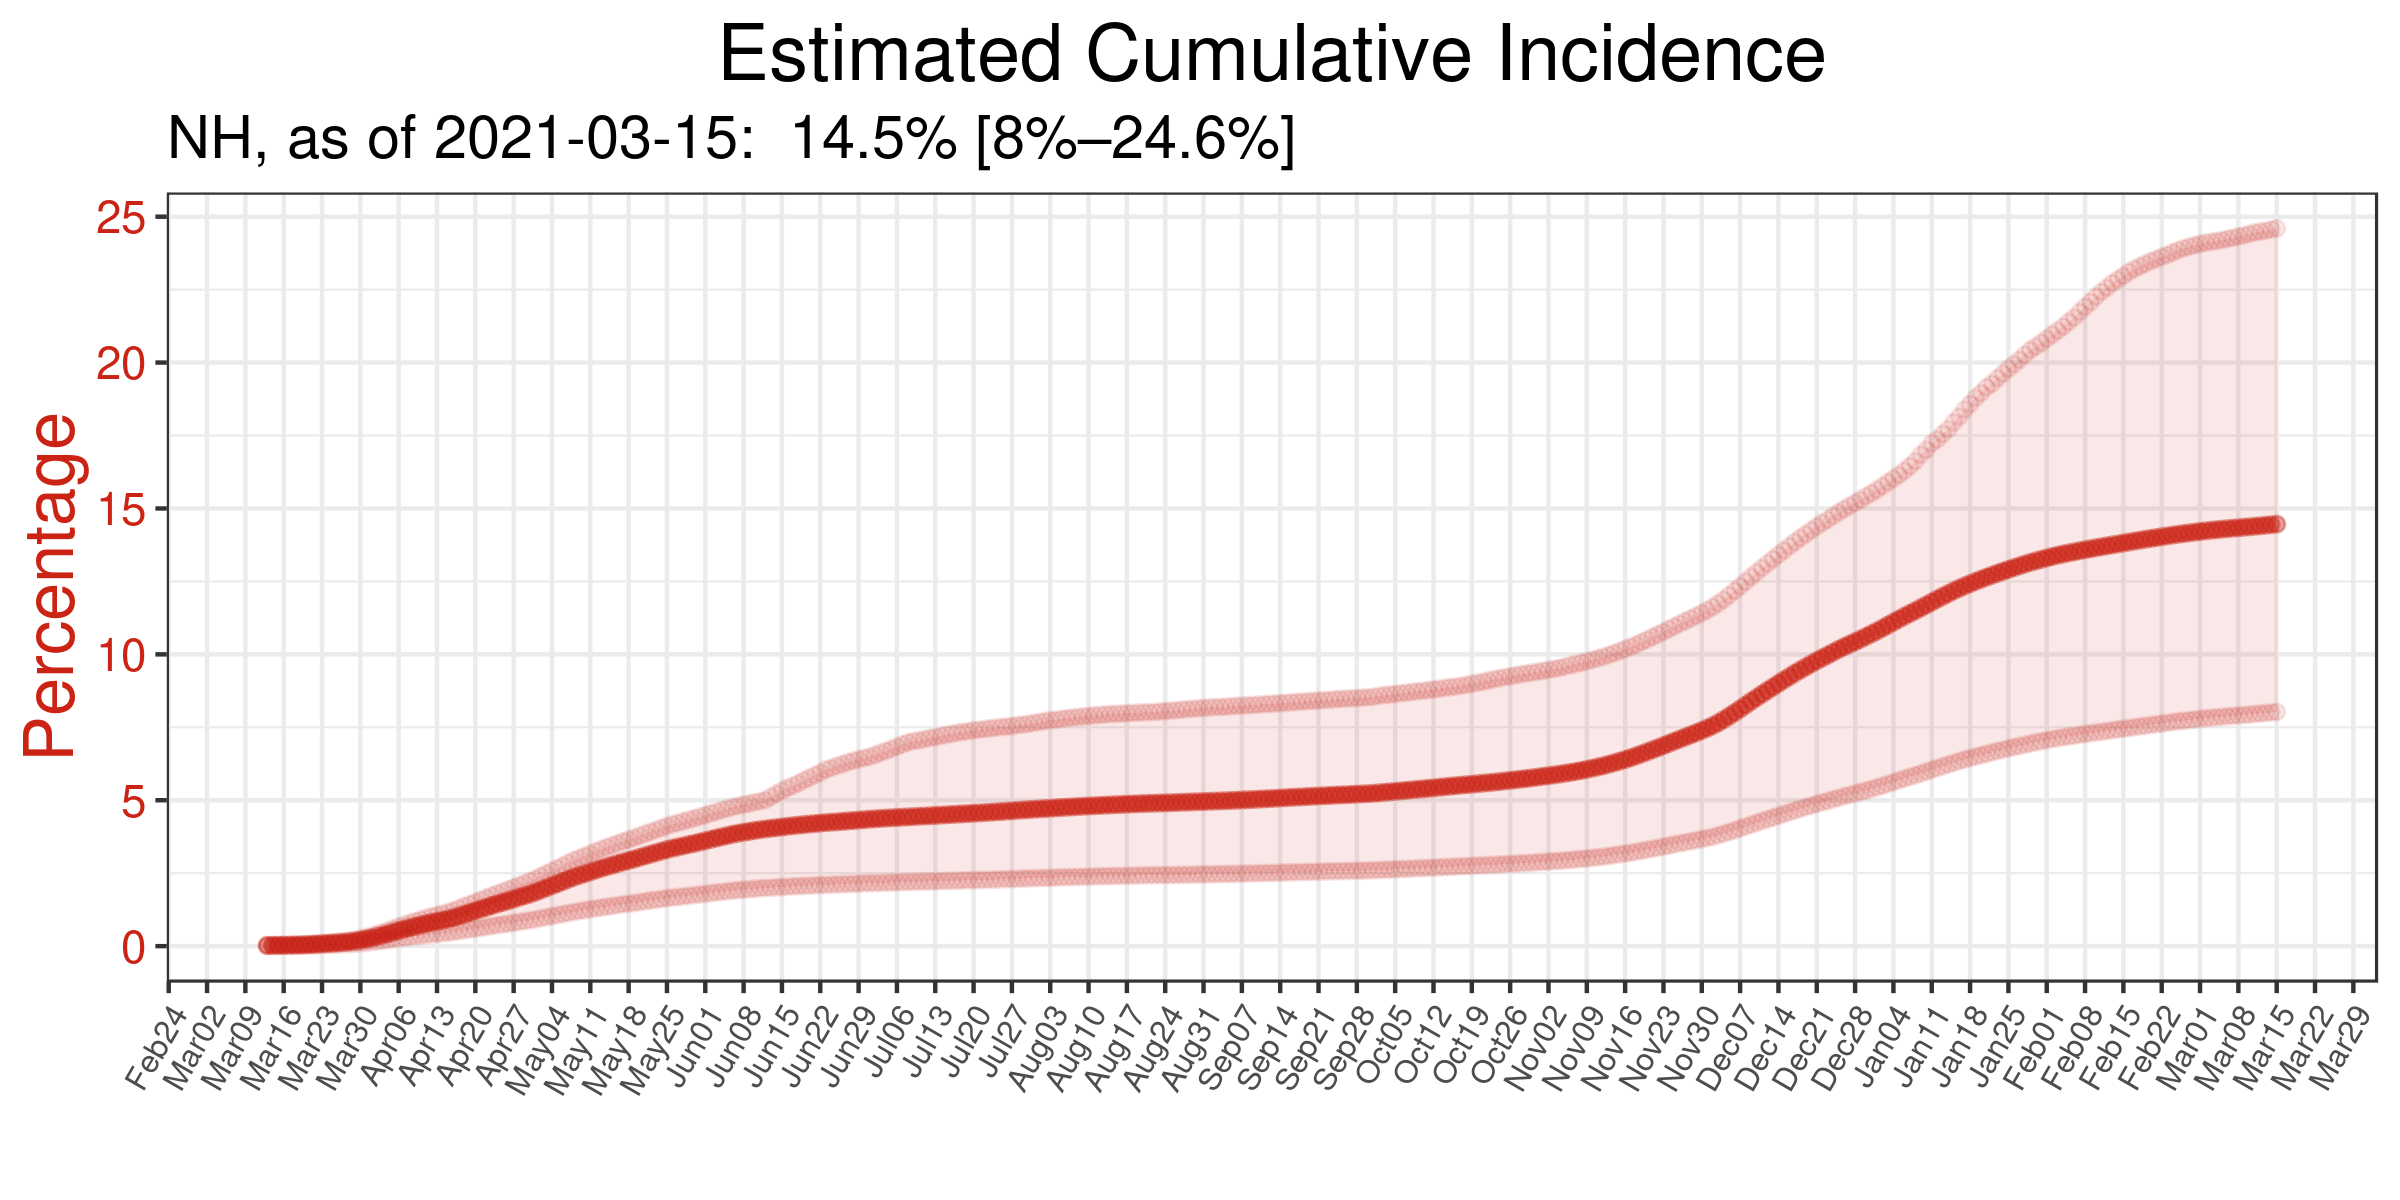 Estimated Cumulative Incidence
NH, as of 2021-03-15:  14.5% [8%–24.6%]
Percentage
25
20
15
10
5
0
Feb24
Mar02
Mar09
Mar16
Mar23
Mar30
Apr06
Apr13
Apr20
Apr27
May04
May11
May18
May25
Jun01
Jun08
Jun15
Jun22
Jun29
Jul06
Jul13
Jul20
Jul27
Aug03
Aug10
Aug17
Aug24
Aug31
Sep07
Sep14
Sep21
Sep28
Oct05
Oct12
Oct19
Oct26
Nov02
Nov09
Nov16
Nov23
Nov30
Dec07
Dec14
Dec21
Dec28
Jan04
Jan11
Jan18
Jan25
Feb01
Feb08
Feb15
Feb22
Mar01
Mar08
Mar15
Mar22
Mar29